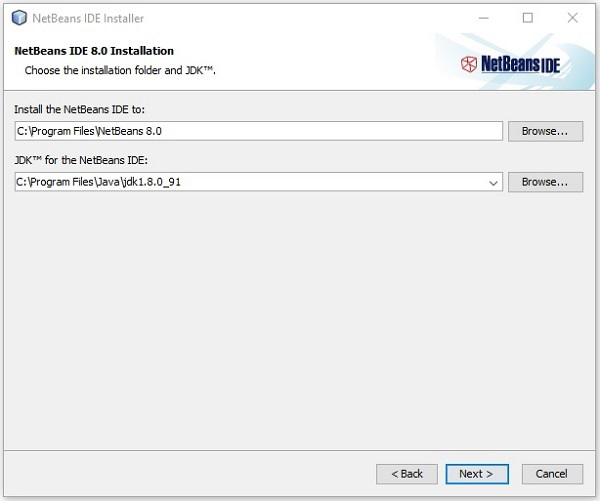 NetBeans IDE Installer
NetBeans IDE 8.0 Installation
Choose the installation folder and JDK™.
NetBeans IDE
Install the NetBeans IDE to:
C:\Program Files\NetBeans 8.0
Browse...
JDK™ for the NetBeans IDE:
C:\Program Files\Java\jdk1.8.0_91
Browse...
< Back
Next >
Cancel